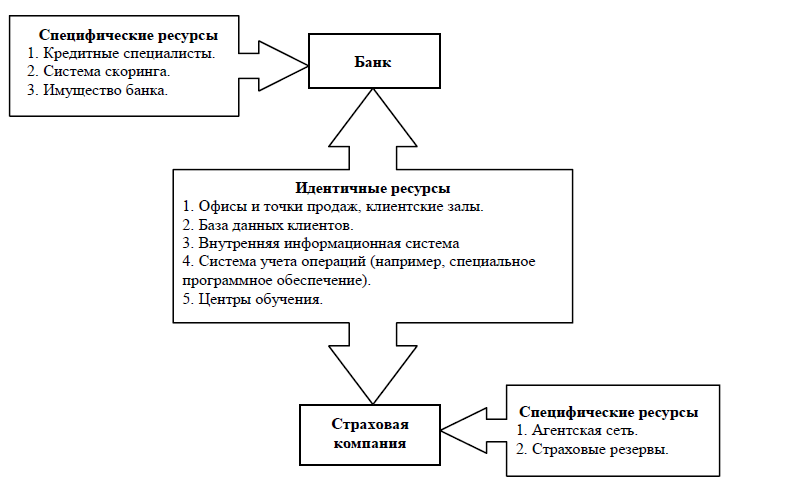 Специфические ресурсы
1. Кредитные специалисты.
2. Система скоринга.
3. Имущество банка.
Банк
Идентичные ресурсы
1. Офисы и точки продаж, клиентские залы.
2. База данных клиентов.
3. Внутренняя информационная система
4. Система учета операций (например, специальное
программное обеспечение).
5. Центры обучения.
Страховая
компания
Специфические ресурсы
1. Агентская сеть.
2. Страховые резервы.